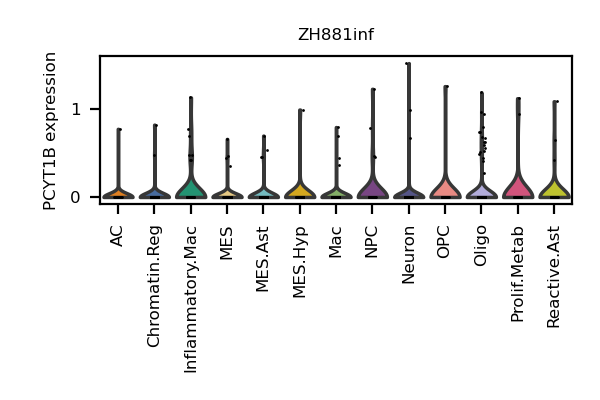 ZH881inf
PCYT1B expression
1
0
AC
Chromatin.Reg
Inflammatory.Mac
MES
MES.Ast
MES.Hyp
Mac
NPC
Neuron
OPC
Oligo
Prolif.Metab
Reactive.Ast